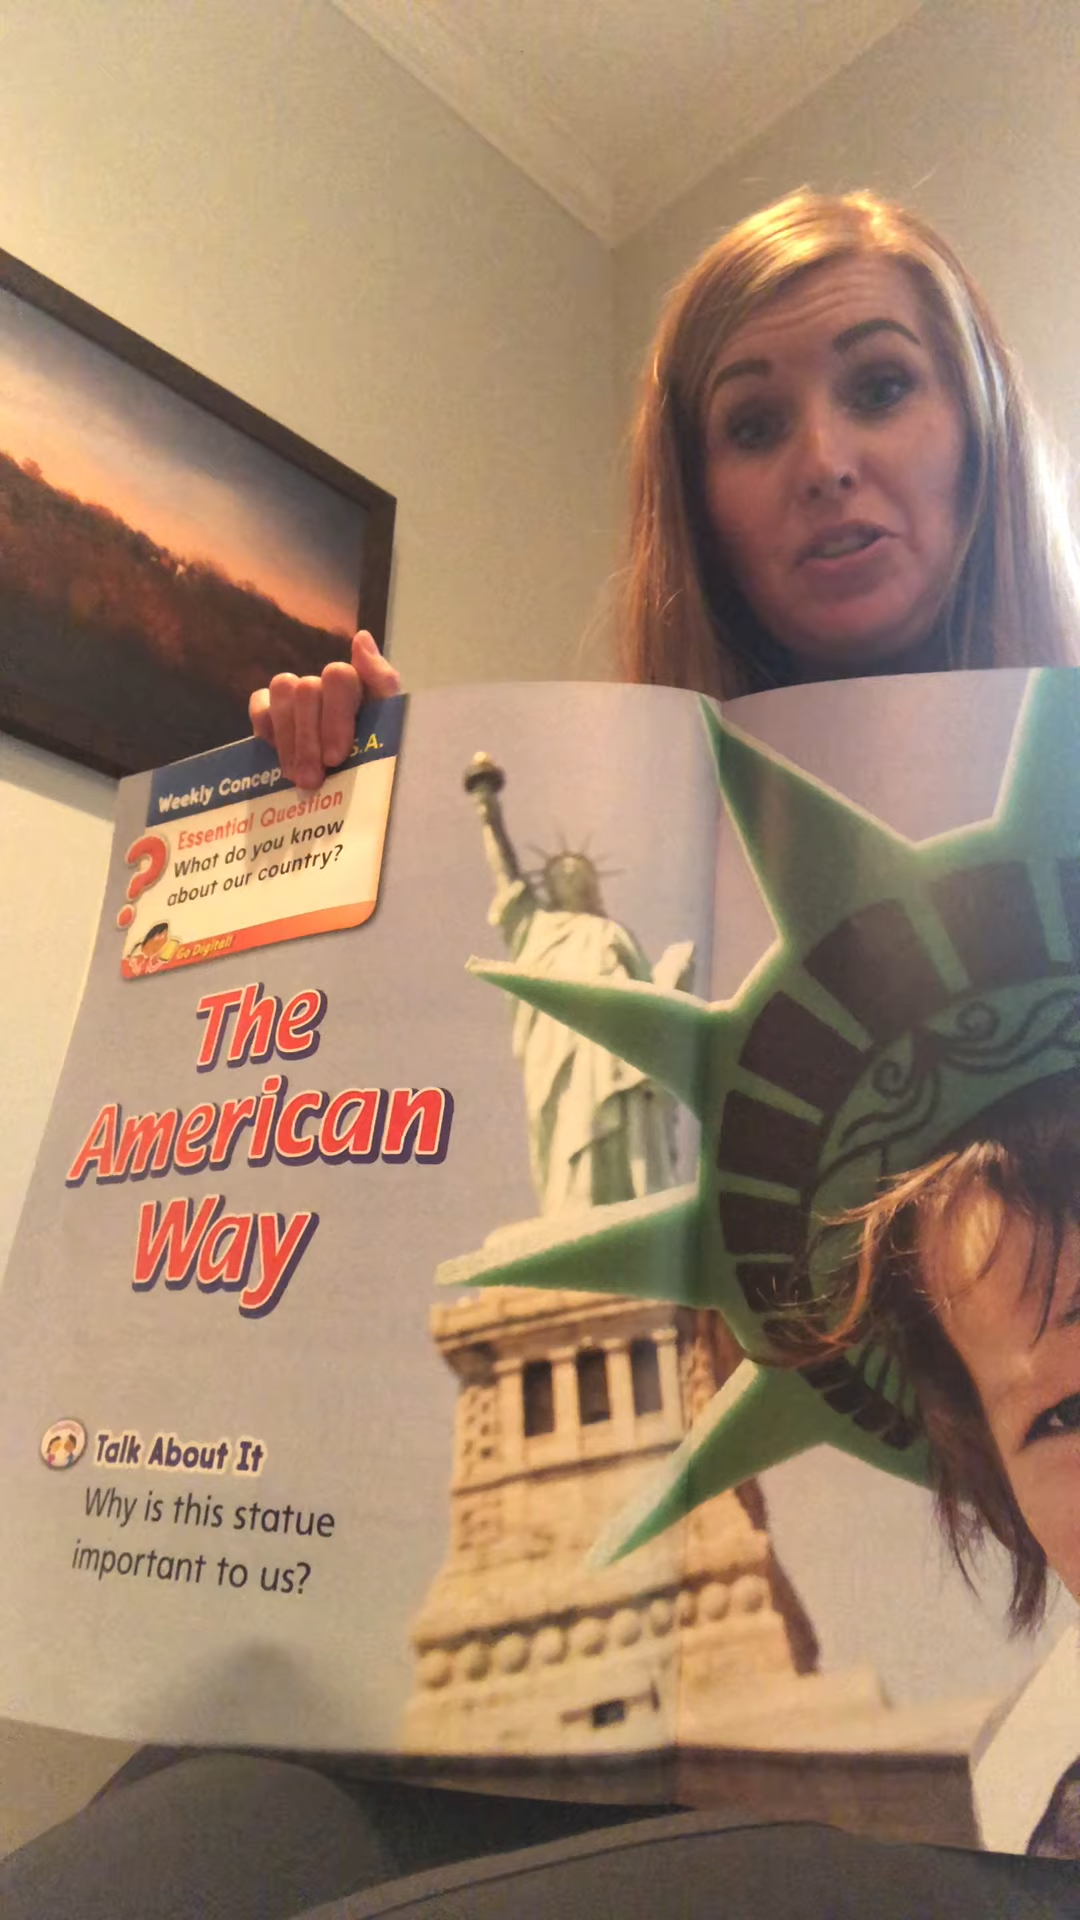 Weekly Concep
S.A.
Essential Question
What do you know
about our country?
Go Digital!
The
American
Way
Talk About It
Why is this statue
important to us?